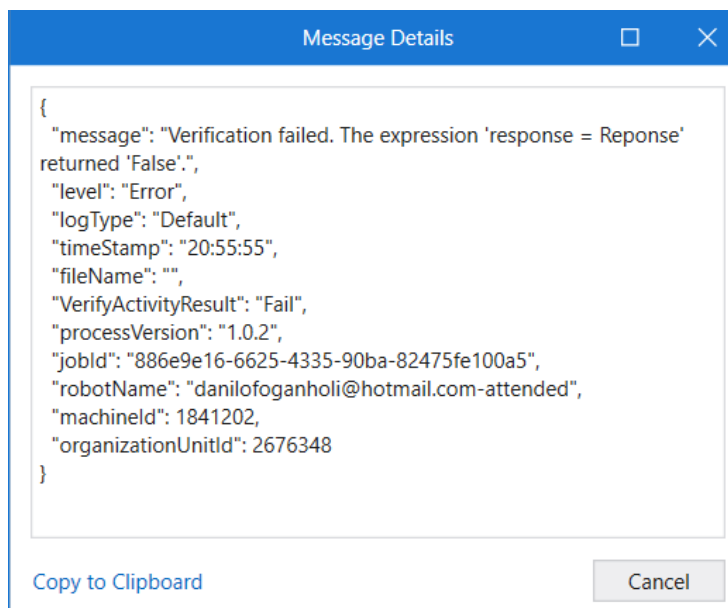 Message Details
{
"message": "Verification failed. The expression 'response = Reponse'
returned 'False'.",
"level": "Error",
"logType": "Default",
"timeStamp": "20:55:55",
"fileName": "",
"VerifyActivityResult": "Fail",
"processVersion": "1.0.2",
"jobId": "886e9e16-6625-4335-90ba-82475fe100a5",
"robotName": "danilofoganholi@hotmail.com-attended",
"machineId": 1841202,
"organizationUnitId": 2676348
}
Copy to Clipboard
Cancel